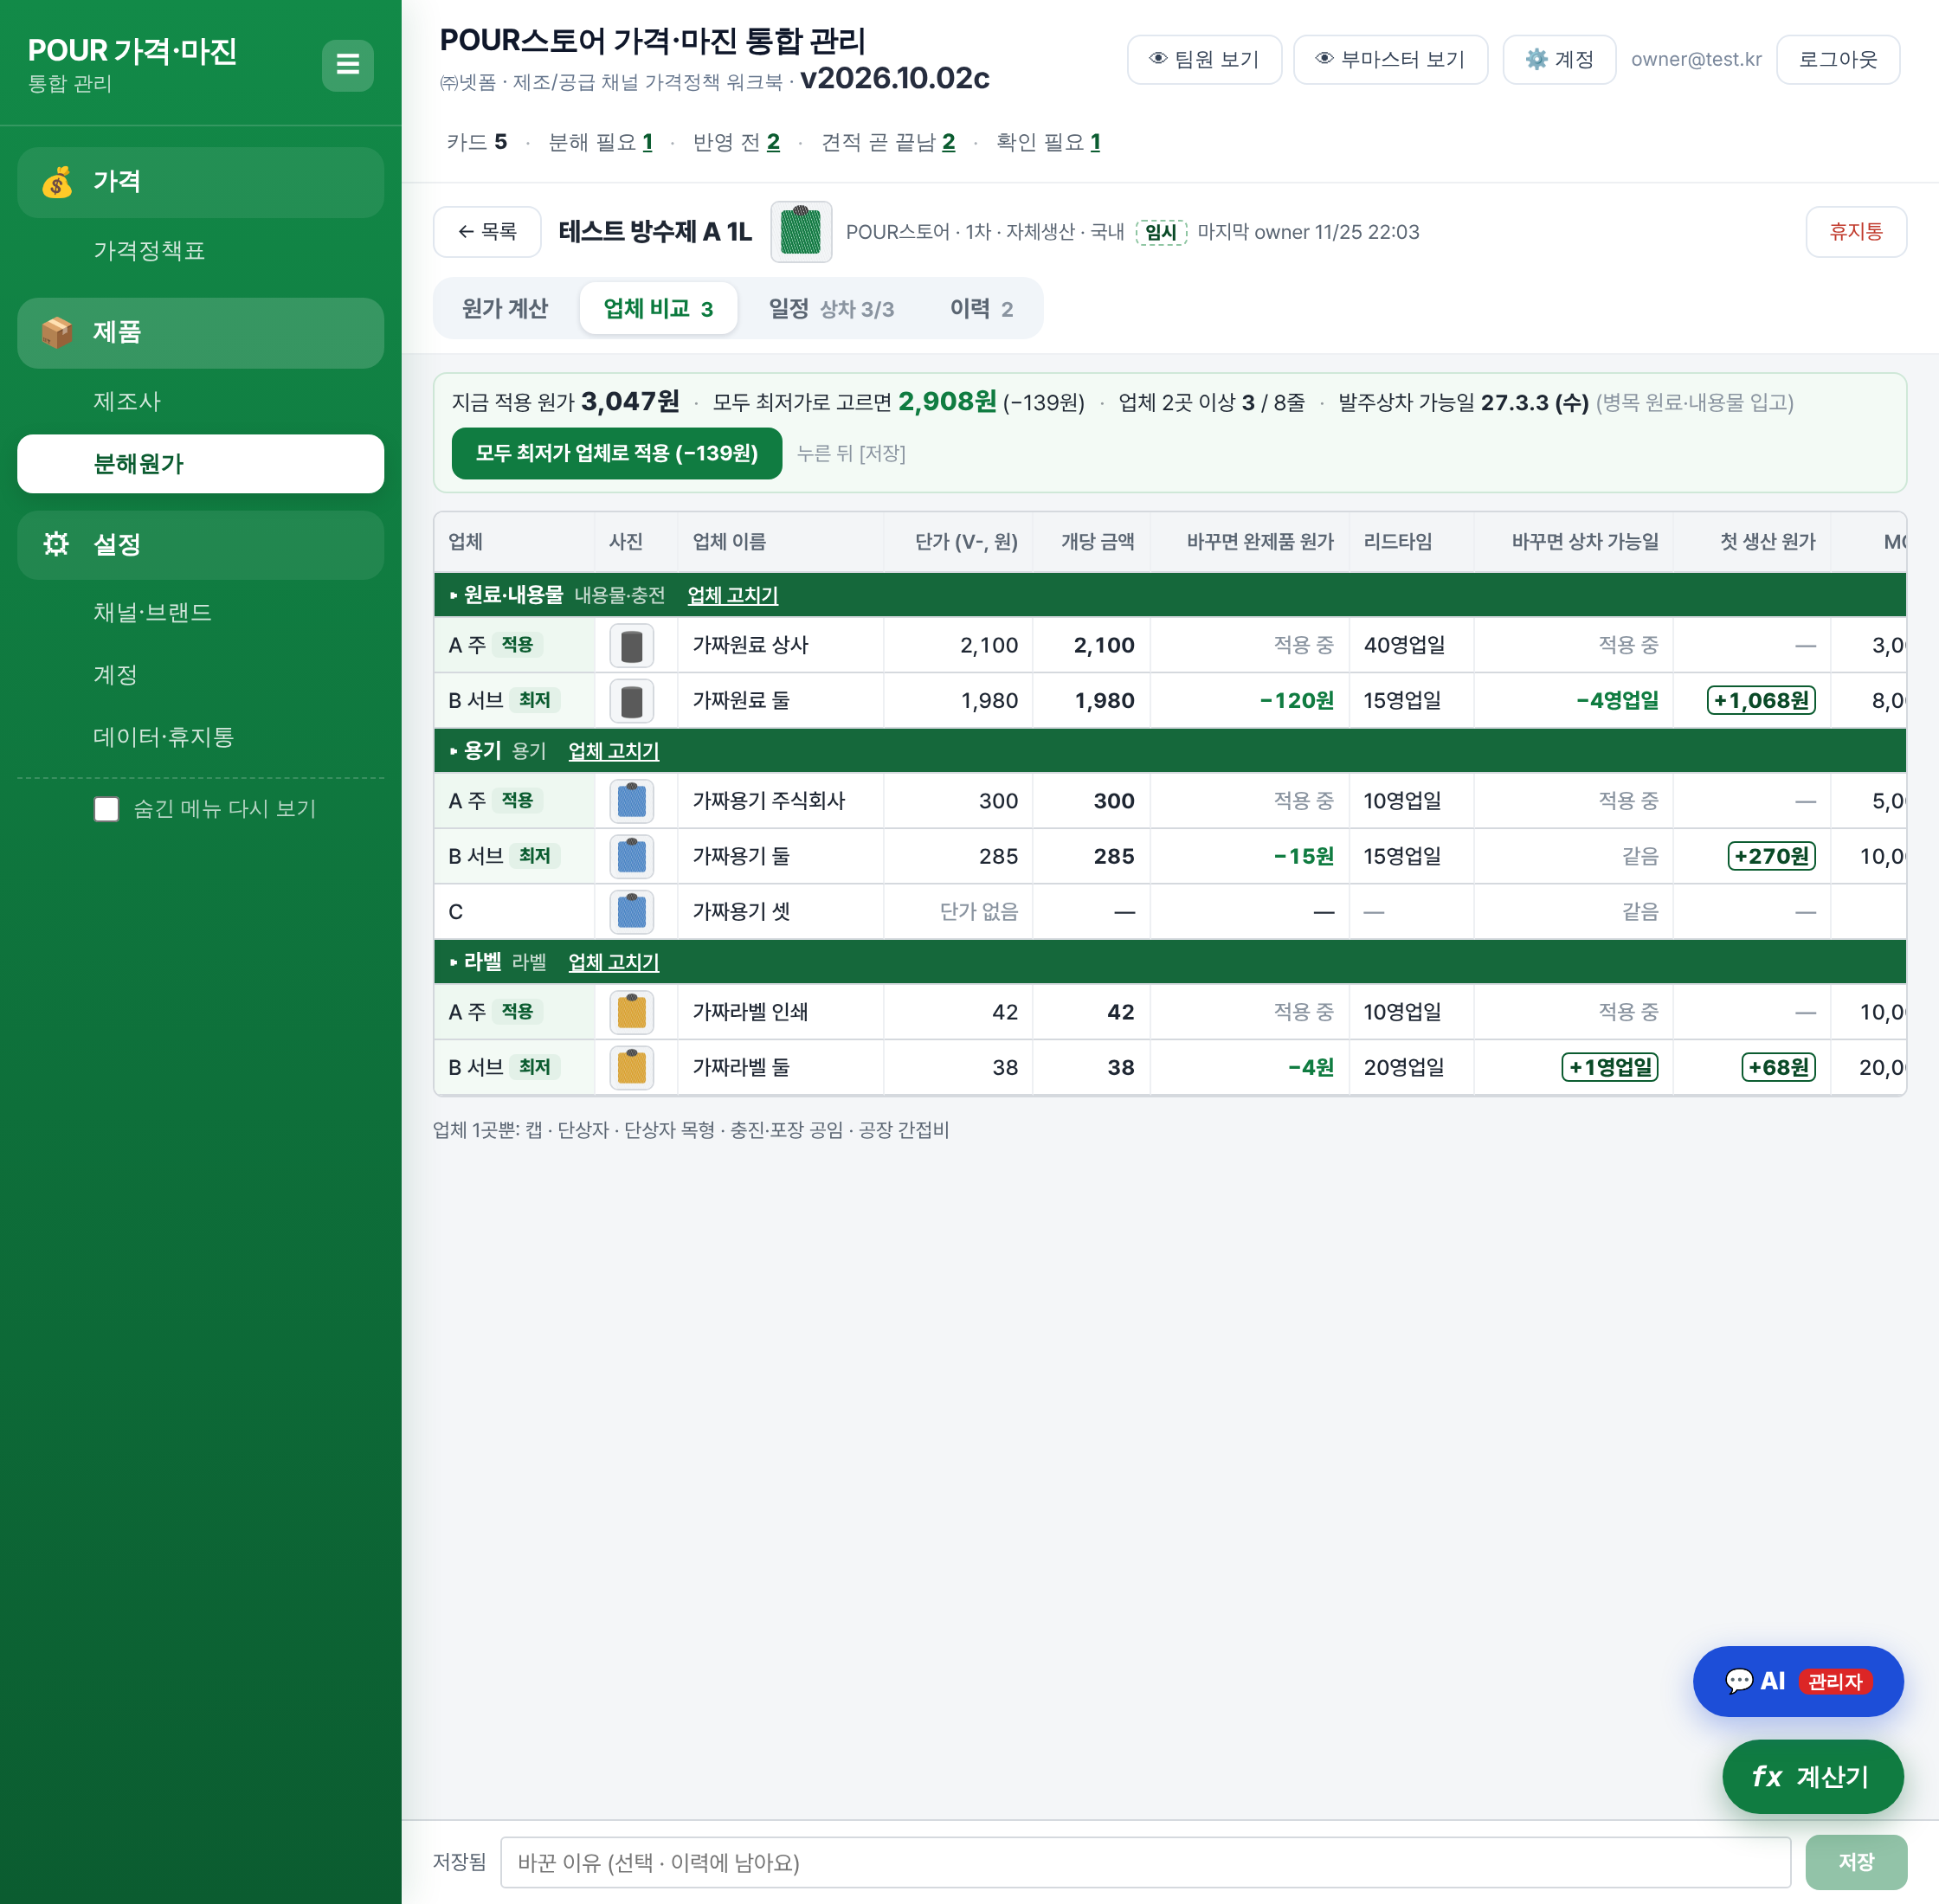 POUR 가격·마진
통합 관리
☰
💰 가격
가격정책표
📦 제품
제조사
분해원가
⚙ 설정
채널·브랜드
계정
데이터·휴지통
숨긴 메뉴 다시 보기
POUR스토어 가격·마진 통합 관리
㈜넷폼 · 제조/공급 채널 가격정책 워크북 · v2026.10.02c
👁 팀원 보기
👁 부마스터 보기
⚙️ 계정
owner@test.kr
로그아웃
카드 5 · 분해 필요 1 · 반영 전 2 · 견적 곧 끝남 2 · 확인 필요 1
← 목록
테스트 방수제 A 1L
POUR스토어 · 1차 · 자체생산 · 국내 임시 마지막 owner 11/25 22:03
휴지통
원가 계산
업체 비교 3
일정 상차 3/3
이력 2
지금 적용 원가 3,047원 · 모두 최저가로 고르면 2,908원 (−139원) · 업체 2곳 이상 3 / 8줄 · 발주상차 가능일 27.3.3 (수) (병목 원료·내용물 입고)
모두 최저가 업체로 적용 (−139원) 누른 뒤 [저장]
업체 사진 업체 이름 단가 (V-, 원) 개당 금액 바꾸면 완제품 원가 리드타임 바꾸면 상차 가능일 첫 생산 원가
원료·내용물 내용물·충전 업체 고치기
A 주 적용 가짜원료 상사 2,100 2,100 적용 중 40영업일 적용 중 — 3,0
B 서브 최저 가짜원료 둘 1,980 1,980 −120원 15영업일 −4영업일 +1,068원 8,0
용기 용기 업체 고치기
A 주 적용 가짜용기 주식회사 300 300 적용 중 10영업일 적용 중 — 5,0
B 서브 최저 가짜용기 둘 285 285 −15원 15영업일 같음 +270원 10,0
C 가짜용기 셋 단가 없음 — — — 같음 —
라벨 라벨 업체 고치기
A 주 적용 가짜라벨 인쇄 42 42 적용 중 10영업일 적용 중 — 10,0
B 서브 최저 가짜라벨 둘 38 38 −4원 20영업일 +1영업일 +68원 20,0
업체 1곳뿐: 캡 · 단상자 · 단상자 목형 · 충진·포장 공임 · 공장 간접비
💬 AI 관리자
fx 계산기
저장됨
바꾼 이유 (선택 · 이력에 남아요)
저장